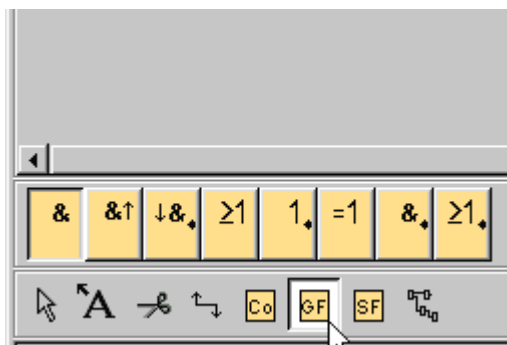 & &↑ ↓& ≥1 1 =1 & ≥1
A Co GF SF